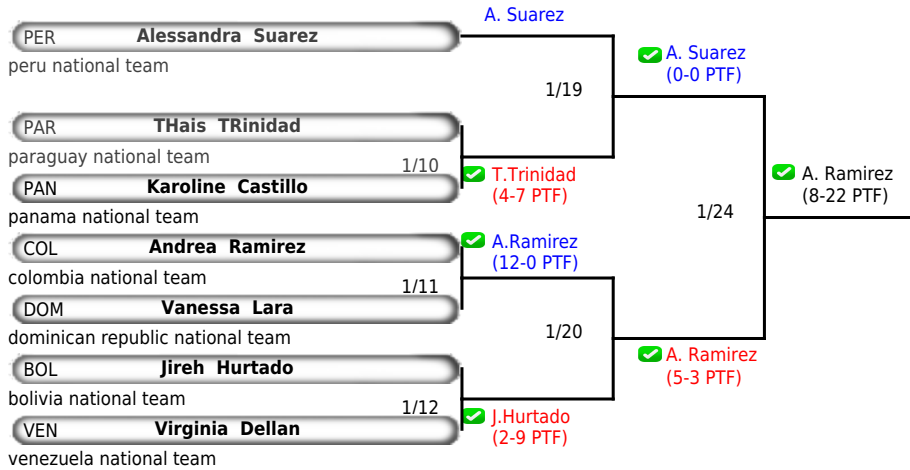 A. Suarez
PER Alessandra Suarez
peru national team
A. Suarez
(0-0 PTF)
1/19
PAR THais TRinidad
paraguay national team
1/10
T.Trinidad
(4-7 PTF)
PAN Karoline Castillo
panama national team
A. Ramirez
(8-22 PTF)
1/24
COL Andrea Ramirez
A.Ramirez
(12-0 PTF)
colombia national team
1/11
DOM Vanessa Lara
dominican republic national team
1/20
BOL Jireh Hurtado
A. Ramirez
(5-3 PTF)
bolivia national team
1/12
J.Hurtado
(2-9 PTF)
VEN Virginia Dellan
venezuela national team